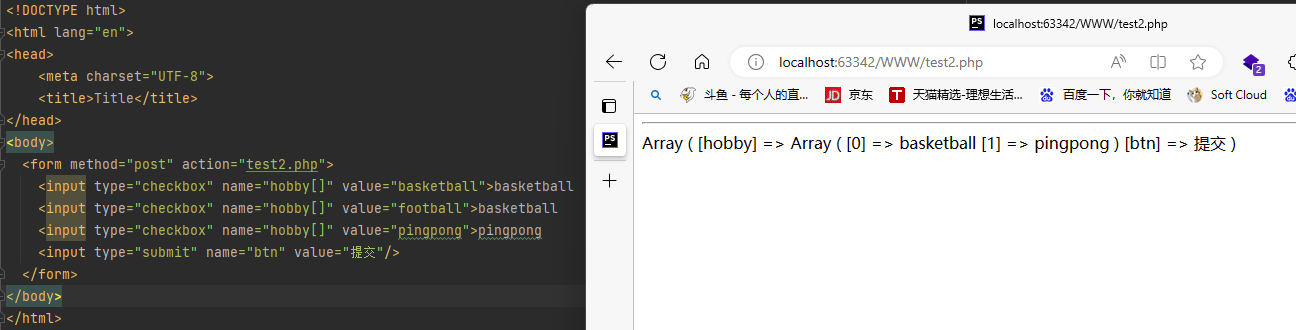 <!DOCTYPE html>
<html lang="en">
<head>
    <meta charset="UTF-8">
    <title>Title</title>
</head>
<body>
  <form method="post" action="test2.php">
    <input type="checkbox" name="hobby[]" value="basketball">basketball
    <input type="checkbox" name="hobby[]" value="football">basketball
    <input type="checkbox" name="hobby[]" value="pingpong">pingpong
    <input type="submit" name="btn" value="提交"/>
  </form>
</body>
</html>
PS localhost:63342/WWW/test2.php
localhost:63342/WWW/test2.php 2
斗鱼 - 每个人的直... JD 京东 T 天猫精选-理想生活... 百度一下，你就知道 Soft Cloud
PS
Array ( [hobby] => Array ( [0] => basketball [1] => pingpong ) [btn] => 提交 )